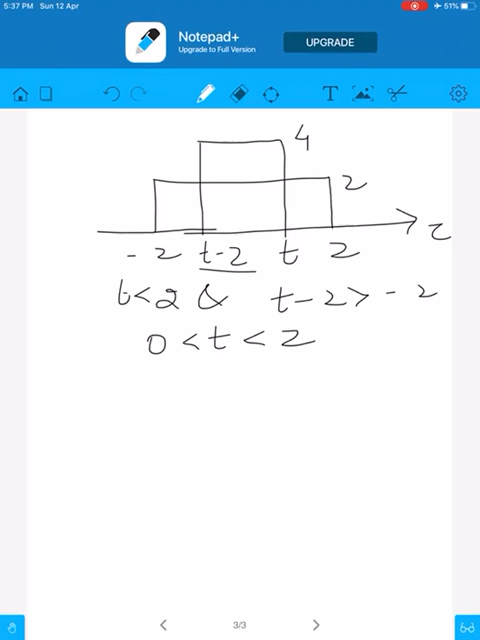 5:37 PM Sun 12 Apr 51%
Notepad+
Upgrade to Full Version
UPGRADE
T
4
2
-2 t-2 t 2 τ
t<2 & t-2>-2
0<t<2
3/3